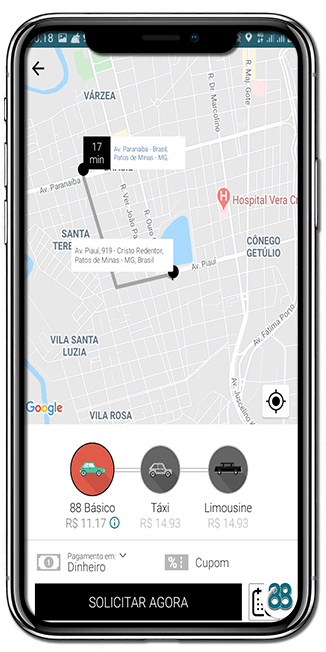 00:18
VÁRZEA
R. Dr. Marcolino
R. Maj. Gote
17
min
Av. Paranaíba - Brasil,
Patos de Minas - MG,
Av. Paranaíba
R. Ver. João Pa
R. Ouro
Hospital Vera Cr
SANTA
TERE
Av. Piauí, 919 - Cristo Redentor,
Patos de Minas - MG, Brasil
CÔNEGO
GETÚLIO
Av. Piauí
Av. Fátima Porto
VILA SANTA
LUZIA
Av. Juscelino K
Google
VILA ROSA
88 Básico
Táxi
Limousine
R$ 11.17
R$ 14.93
R$ 14.93
Pagamento em:
Dinheiro
%
Cupom
SOLICITAR AGORA
88